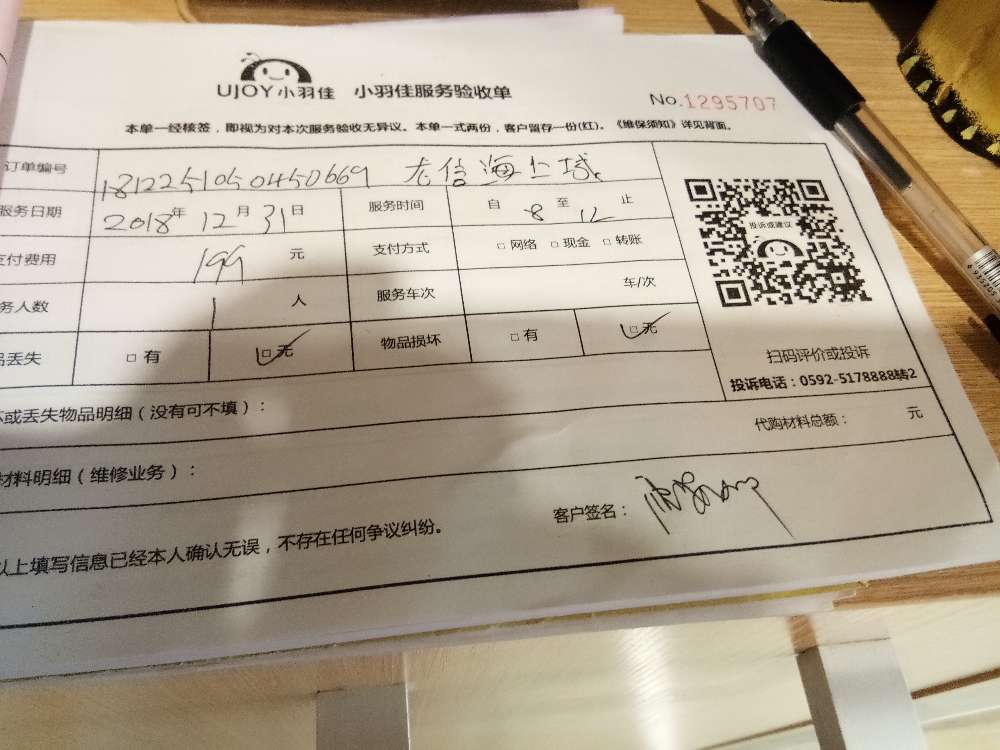 UJOY小羽佳 小羽佳服务验收单
No.1295707
本单一经核签，即视为对本次服务验收无异议。本单一式两份，客户留存一份(红)。《维保须知》详见背面。
订单编号 181225105045069 海上城
服务日期 2018年12月31日 服务时间 自 8 至 12 止
支付费用 199 元 支付方式 □网络 □现金 □转账
务人数 1 人 服务车次 车/次
品丢失 □有 □无 物品损坏 □有 □无
投诉或建议
扫码评价或投诉
投诉电话：0592-5178888转2
坏或丢失物品明细（没有可不填）：
代购材料总额： 元
材料明细（维修业务）：
以上填写信息已经本人确认无误，不存在任何争议纠纷。 客户签名：